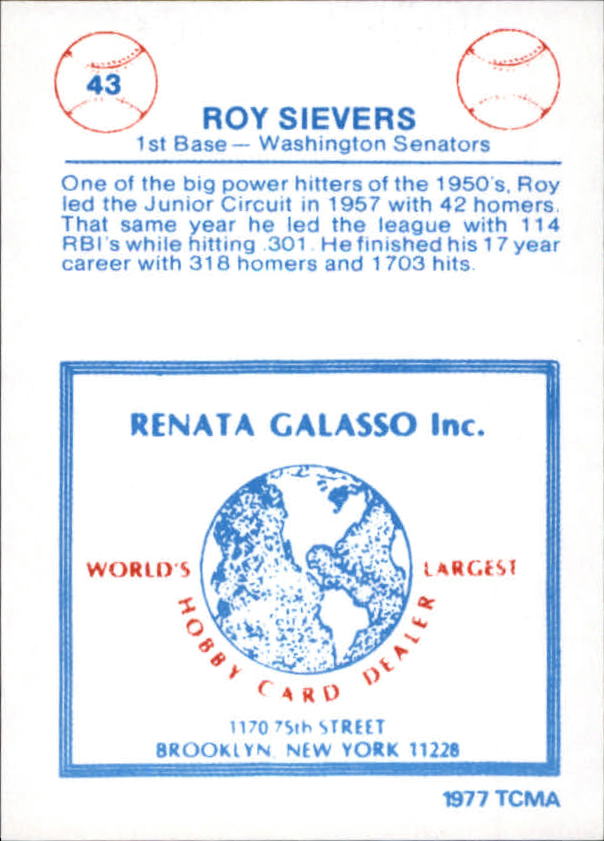 43
ROY SIEVERS
1st Base — Washington Senators
One of the big power hitters of the 1950's, Roy
led the Junior Circuit in 1957 with 42 homers.
That same year he led the league with 114
RBI's while hitting .301. He finished his 17 year
career with 318 homers and 1703 hits.
RENATA GALASSO Inc.
WORLD'S LARGEST
HOBBY CARD DEALER
1170 75th STREET
BROOKLYN, NEW YORK 11228
1977 TCMA